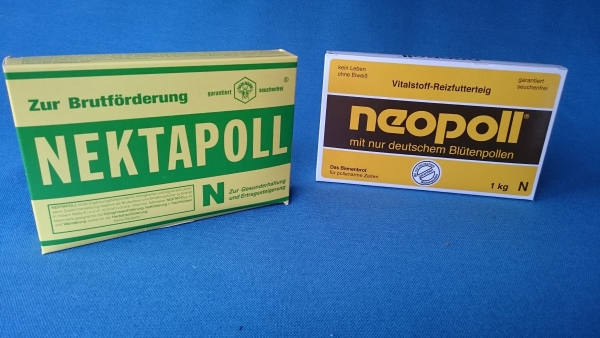 Zur Brutförderung
garantiert seuchenfrei
®
NEKTAPOLL
NEKTAPOLL
N
Zur Gesunderhaltung
und Ertragssteigerung
kein Leben
ohne Eiweiß
garantiert
seuchenfrei
Vitalstoff-Reizfutterteig
neopoll®
mit nur deutschem Blütenpollen
Das Bienenbrot
für pollenarme Zeiten
1 kg N